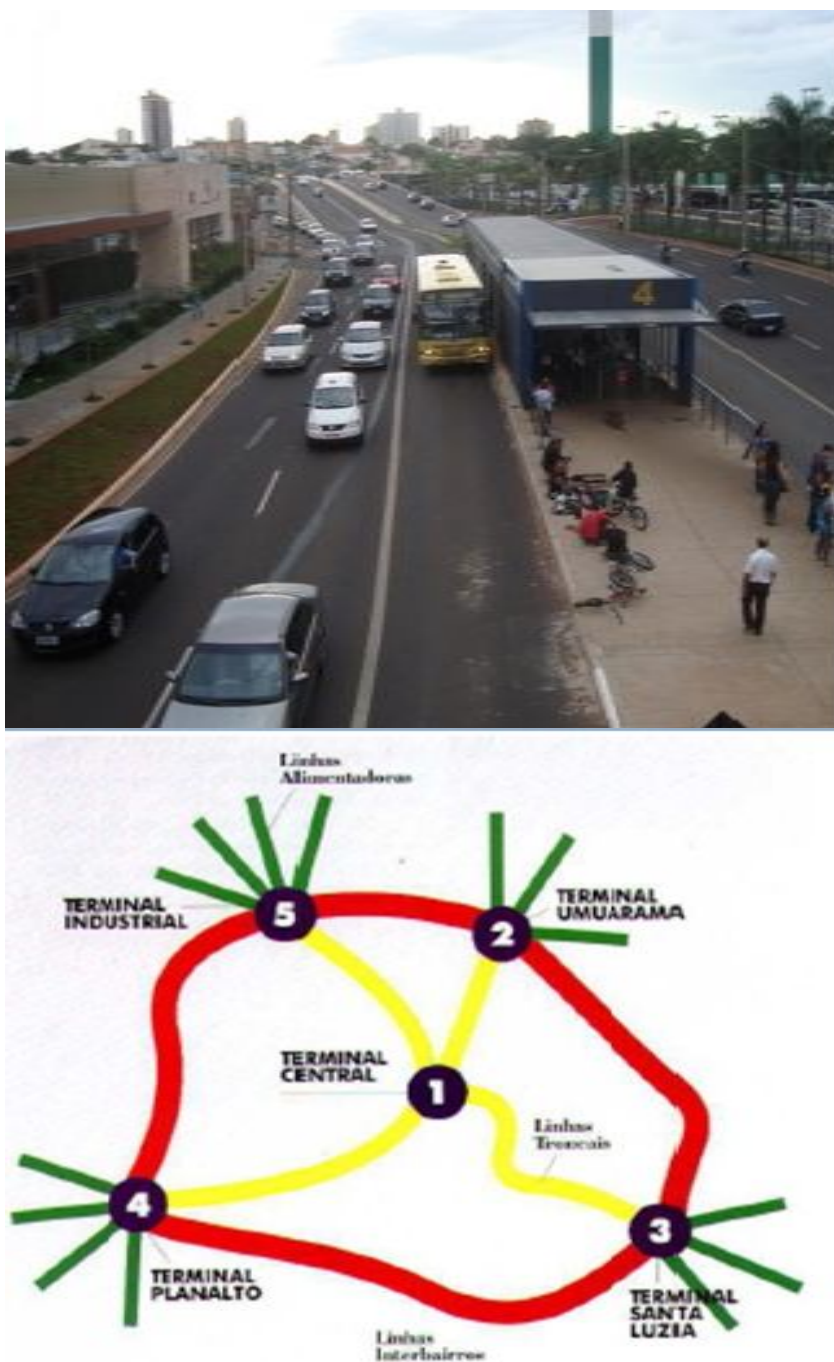 4
Linhas
Alimentadoras
TERMINAL
INDUSTRIAL
5
2
TERMINAL
UMUARAMA
TERMINAL
CENTRAL
1
Linhas
Troncais
4
3
TERMINAL
PLANALTO
TERMINAL
SANTA
LUZIA
Linhas
Interbairros